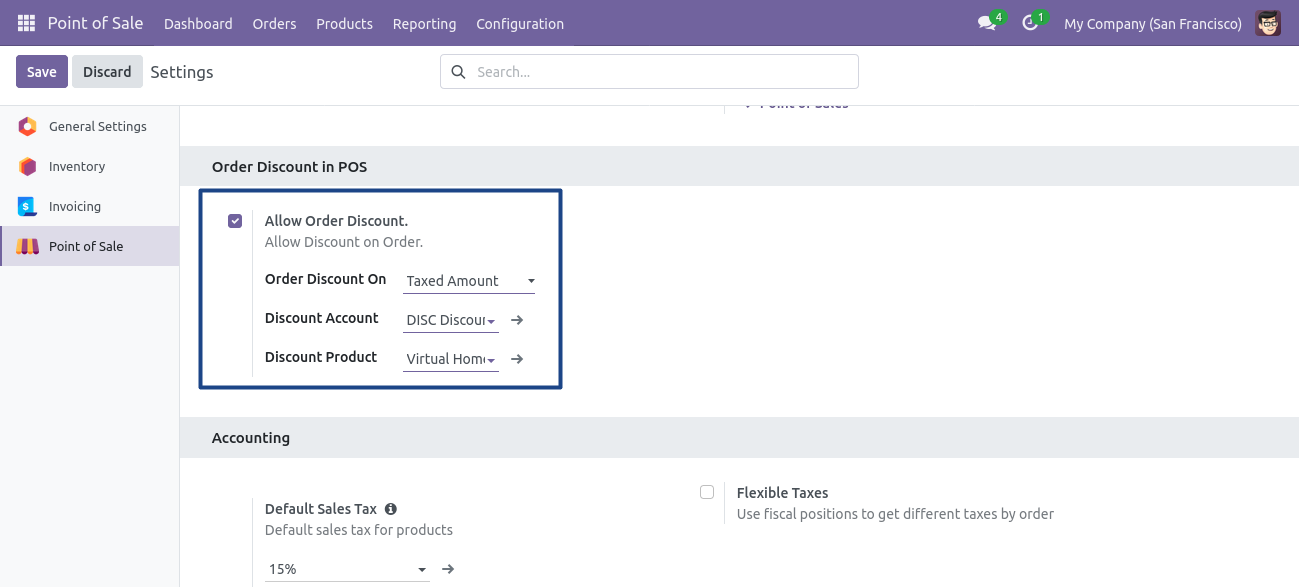 Point of Sale Dashboard Orders Products Reporting Configuration 4 1 My Company (San Francisco)
Save Discard Settings Search...
Point of Sales
General Settings
Inventory
Invoicing
Point of Sale
Order Discount in POS
Allow Order Discount.
Allow Discount on Order.
Order Discount On Taxed Amount
Discount Account DISC Discour
Discount Product Virtual Hom
Accounting
Default Sales Tax
Default sales tax for products
15%
Flexible Taxes
Use fiscal positions to get different taxes by order